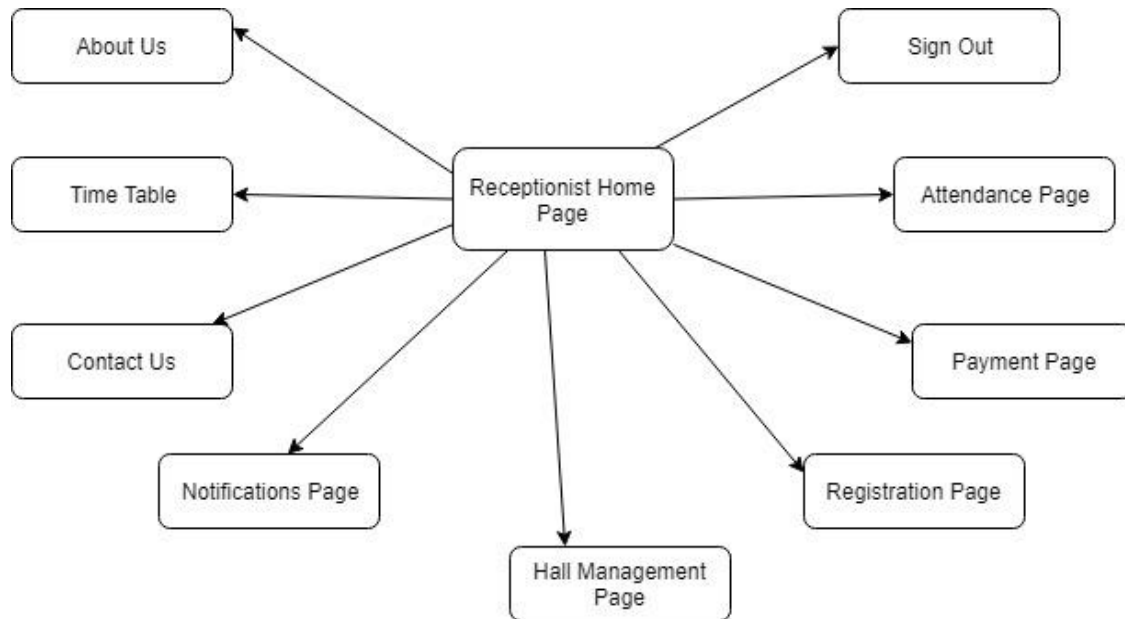 About Us
Sign Out
Receptionist Home
Page
Time Table
Attendance Page
Contact Us
Payment Page
Notifications Page
Registration Page
Hall Management
Page